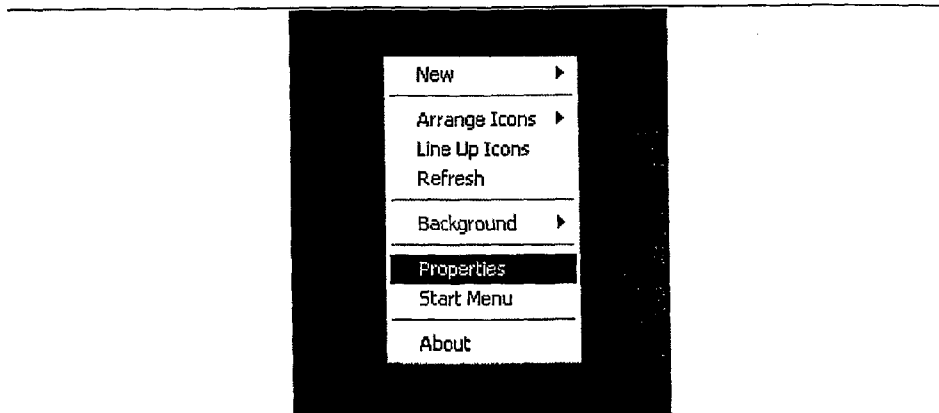 New
Arrange Icons
Line Up Icons
Refresh
Background
Properties
Start Menu
About